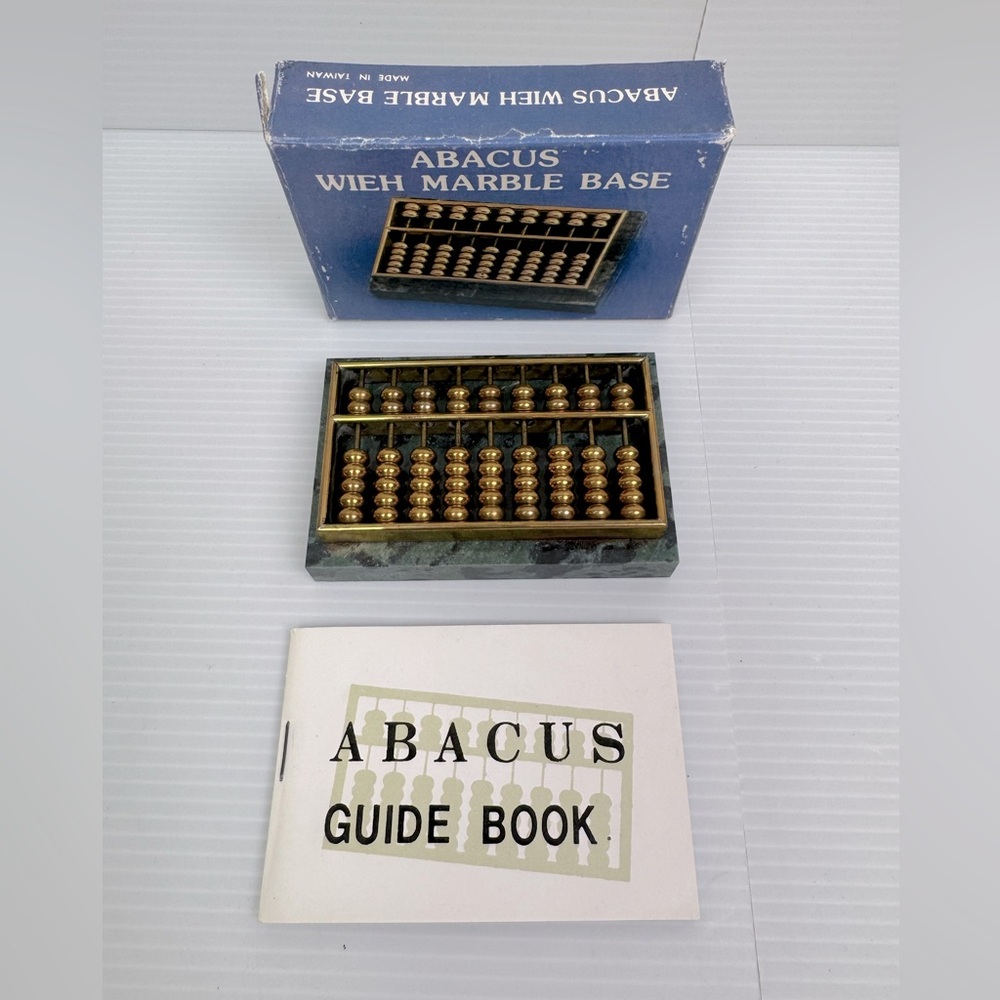 ABACUS WIEH MARBLE BASE
MADE IN TAIWAN
ABACUS
WIEH MARBLE BASE
ABACUS
GUIDE BOOK